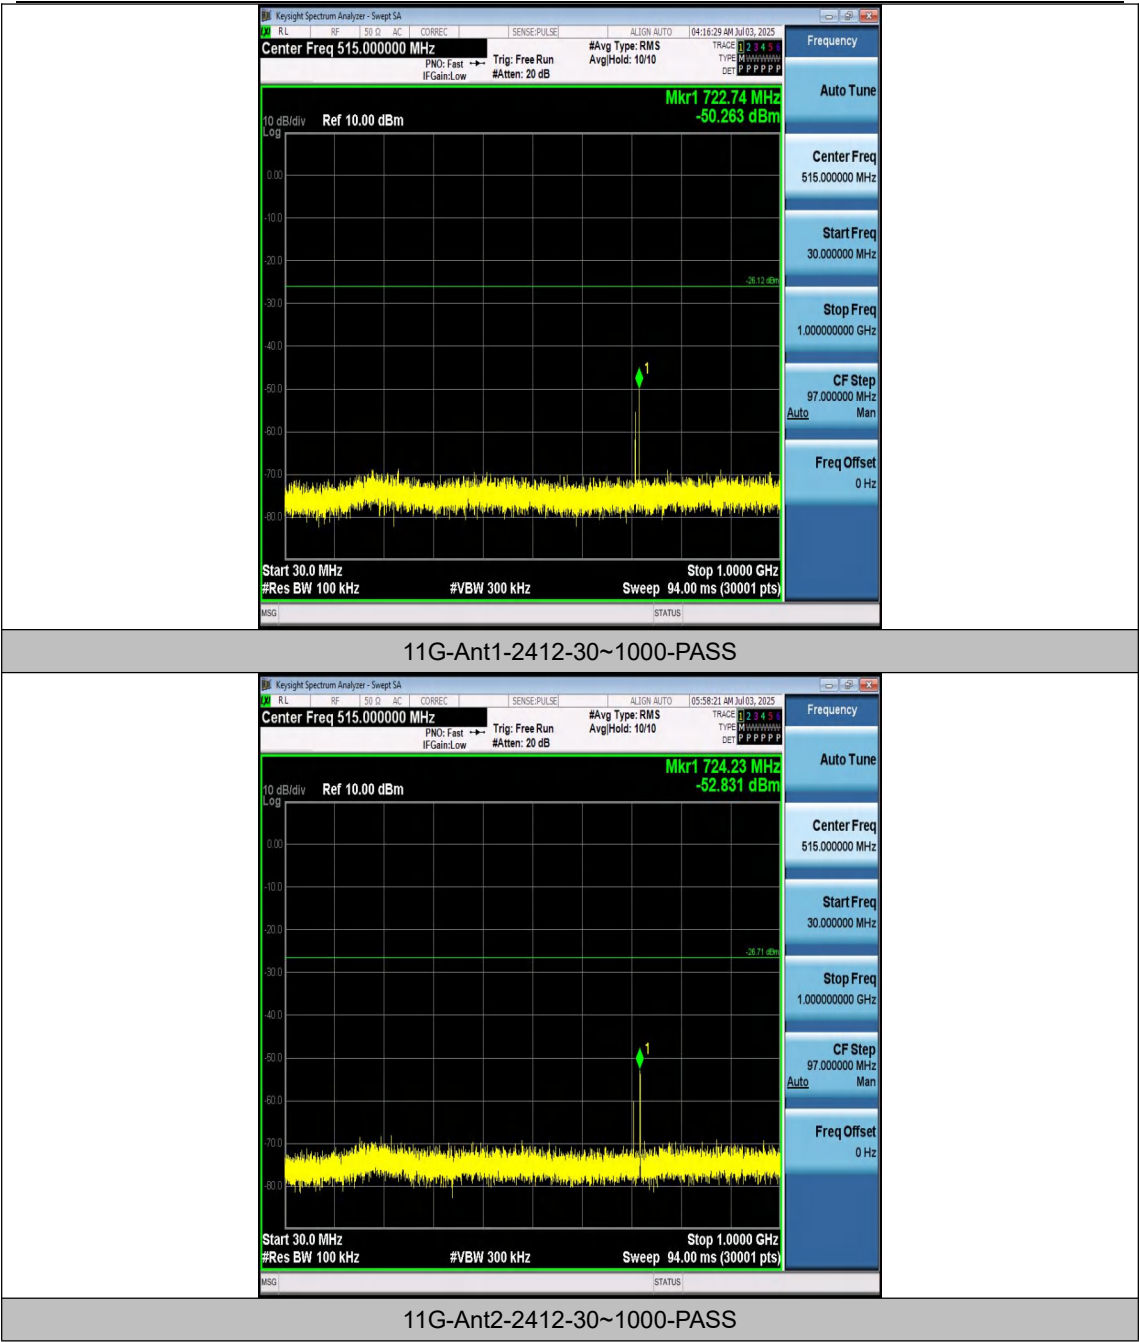 Keysight Spectrum Analyzer - Swept SA
RL RF 50 Ω AC CORREC SENSE:PULSE ALIGN AUTO 04:16:29 AM Jul 03, 2025
Center Freq 515.000000 MHz
PNO: Fast
IFGain:Low
Trig: Free Run
#Atten: 20 dB
#Avg Type: RMS
Avg|Hold: 10/10
TRACE 1 2 3 4 5 6
TYPE M
DET P P P P P P
Mkr1 722.74 MHz
-50.263 dBm
10 dB/div Ref 10.00 dBm
Log
0.00
-10.0
-20.0
-26.12 dBm
-30.0
-40.0
1
-50.0
-60.0
-70.0
-80.0
Start 30.0 MHz Stop 1.0000 GHz
#Res BW 100 kHz #VBW 300 kHz Sweep 94.00 ms (30001 pts)
MSG STATUS
Frequency
Auto Tune
Center Freq
515.000000 MHz
Start Freq
30.000000 MHz
Stop Freq
1.000000000 GHz
CF Step
97.000000 MHz
Auto Man
Freq Offset
0 Hz
11G-Ant1-2412-30~1000-PASS
Keysight Spectrum Analyzer - Swept SA
RL RF 50 Ω AC CORREC SENSE:PULSE ALIGN AUTO 05:58:21 AM Jul 03, 2025
Center Freq 515.000000 MHz
PNO: Fast
IFGain:Low
Trig: Free Run
#Atten: 20 dB
#Avg Type: RMS
Avg|Hold: 10/10
TRACE 1 2 3 4 5 6
TYPE M
DET P P P P P P
Mkr1 724.23 MHz
-52.831 dBm
10 dB/div Ref 10.00 dBm
Log
0.00
-10.0
-20.0
-26.71 dBm
-30.0
-40.0
1
-50.0
-60.0
-70.0
-80.0
Start 30.0 MHz Stop 1.0000 GHz
#Res BW 100 kHz #VBW 300 kHz Sweep 94.00 ms (30001 pts)
MSG STATUS
Frequency
Auto Tune
Center Freq
515.000000 MHz
Start Freq
30.000000 MHz
Stop Freq
1.000000000 GHz
CF Step
97.000000 MHz
Auto Man
Freq Offset
0 Hz
11G-Ant2-2412-30~1000-PASS